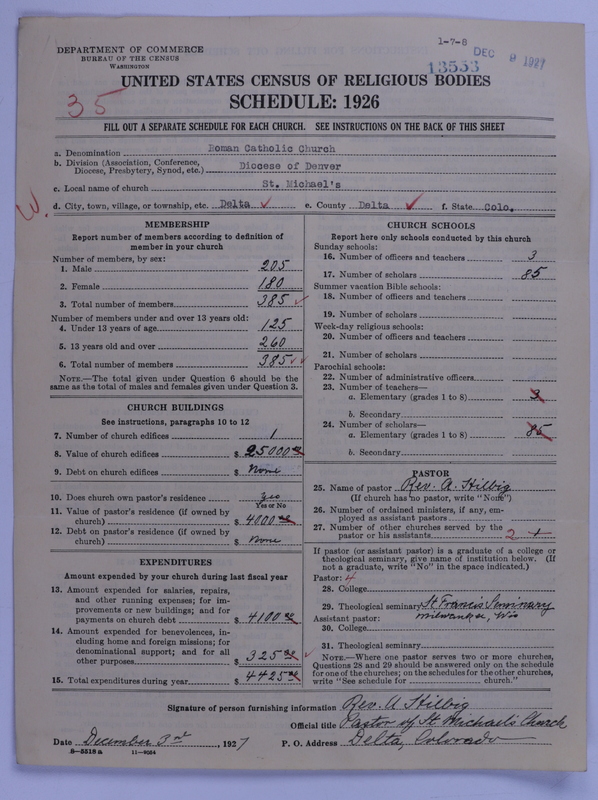 DEPARTMENT OF COMMERCE
BUREAU OF THE CENSUS
WASHINGTON
1-7-8
13553
DEC 9 1927
35
UNITED STATES CENSUS OF RELIGIOUS BODIES
SCHEDULE: 1926
FILL OUT A SEPARATE SCHEDULE FOR EACH CHURCH. SEE INSTRUCTIONS ON THE BACK OF THIS SHEET
a. Denomination Roman Catholic Church
b. Division (Association, Conference, Diocese, Presbytery, Synod, etc.) Diocese of Denver
c. Local name of church St. Michael's
W.
d. City, town, village, or township, etc. Delta ✓ e. County Delta ✓ f. State Colo.
MEMBERSHIP
Report number of members according to definition of
member in your church
Number of members, by sex:
1. Male 205
2. Female 180
3. Total number of members 385 ✓
Number of members under and over 13 years old:
4. Under 13 years of age 125
5. 13 years old and over 260
6. Total number of members 385 ✓✓
NOTE.—The total given under Question 6 should be the
same as the total of males and females given under Question 3.
CHURCH BUILDINGS
See instructions, paragraphs 10 to 12
7. Number of church edifices 1
8. Value of church edifices $ 25000
9. Debt on church edifices $ None
10. Does church own pastor's residence yes
Yes or No
11. Value of pastor's residence (if owned by
church) $ 4000
12. Debt on pastor's residence (if owned by
church) $ None
EXPENDITURES
Amount expended by your church during last fiscal year
13. Amount expended for salaries, repairs,
and other running expenses; for im-
provements or new buildings; and for
payments on church debt $ 4100
14. Amount expended for benevolences, in-
cluding home and foreign missions; for
denominational support; and for all
other purposes $ 325 ✓
15. Total expenditures during year $ 4425
CHURCH SCHOOLS
Report here only schools conducted by this church
Sunday schools:
16. Number of officers and teachers 3
17. Number of scholars 85
Summer vacation Bible schools:
18. Number of officers and teachers
19. Number of scholars
Week-day religious schools:
20. Number of officers and teachers
21. Number of scholars
Parochial schools:
22. Number of administrative officers
23. Number of teachers—
a. Elementary (grades 1 to 8) 3
b. Secondary
24. Number of scholars—
a. Elementary (grades 1 to 8) 85
b. Secondary
PASTOR
25. Name of pastor Rev. A. Hilbig
(If church has no pastor, write "None")
26. Number of ordained ministers, if any, em-
ployed as assistant pastors
27. Number of other churches served by the
pastor or his assistants 2
If pastor (or assistant pastor) is a graduate of a college or
theological seminary, give name of institution below. (If
not a graduate, write "No" in the space indicated.)
Pastor: 4
28. College
29. Theological seminary St Francis Seminary
Assistant pastor: Milwaukee, Wis
30. College
31. Theological seminary
NOTE.—Where one pastor serves two or more churches,
Questions 28 and 29 should be answered only on the schedule
for one of the churches; on the schedules for the other churches,
write "See schedule for church."
Signature of person furnishing information Rev. A Hilbig
Official title Pastor of St Michael's Church
Date December 3rd, 1927 P. O. Address Delta, Colorado
8—5518 a 11—9054